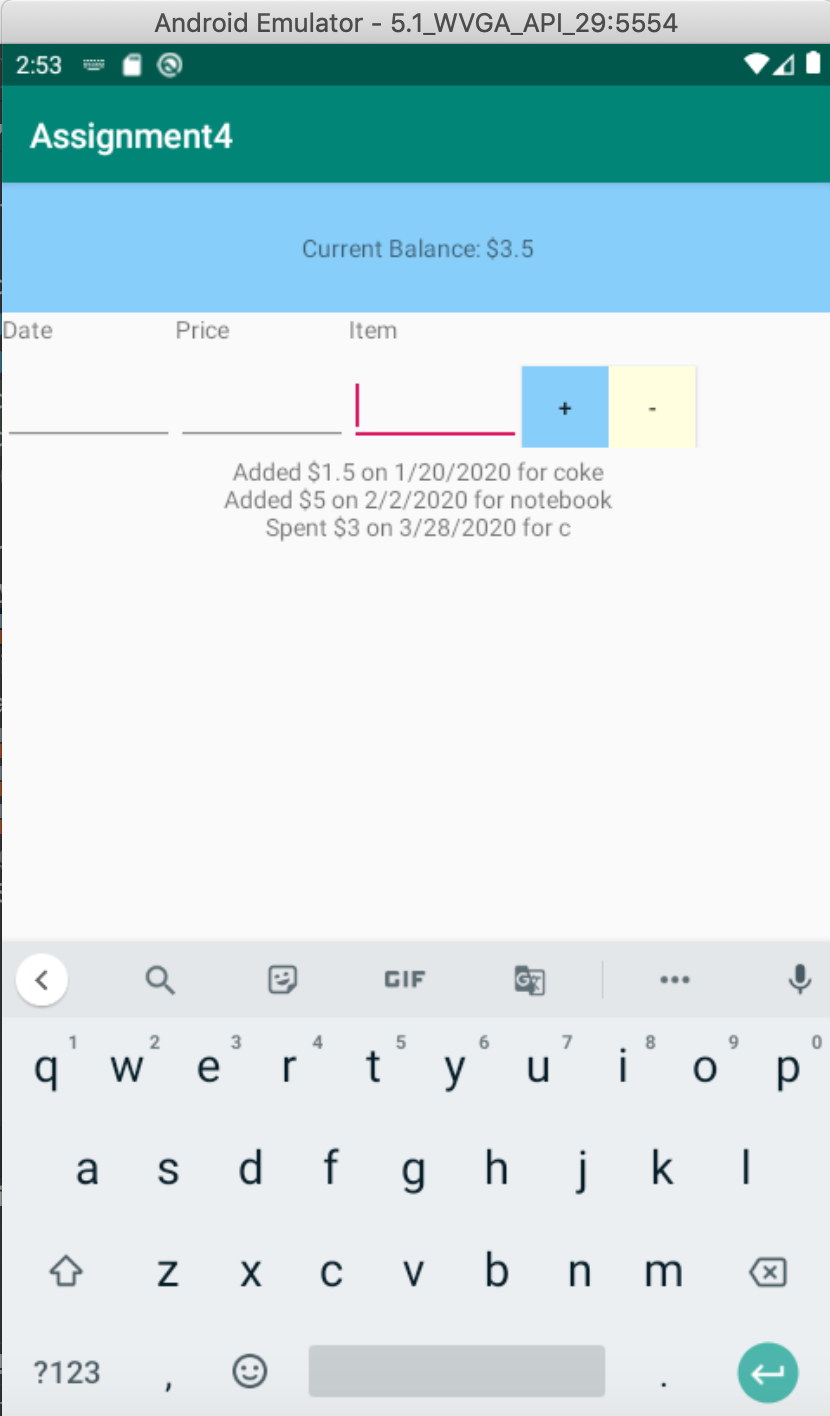 Android Emulator - 5.1_WVGA_API_29:5554
2:53
Assignment4
Current Balance: $3.5
Date Price Item
+ -
Added $1.5 on 1/20/2020 for coke
Added $5 on 2/2/2020 for notebook
Spent $3 on 3/28/2020 for c
GIF
1 2 3 4 5 6 7 8 9 0
q w e r t y u i o p
a s d f g h j k l
z x c v b n m
?123 , .